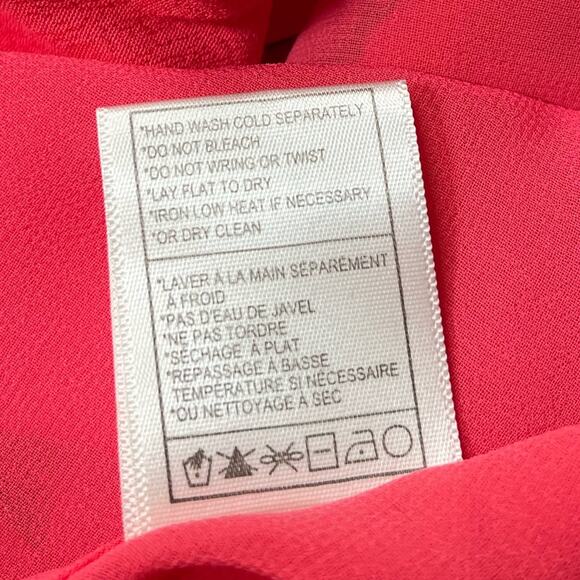 *HAND WASH COLD SEPARATELY
*DO NOT BLEACH
*DO NOT WRING OR TWIST
*LAY FLAT TO DRY
*IRON LOW HEAT IF NECESSARY
*OR DRY CLEAN
*LAVER À LA MAIN SÉPARÉMENT
À FROID
*PAS D'EAU DE JAVEL
*NE PAS TORDRE
*SÉCHAGE À PLAT
*REPASSAGE À BASSE
TEMPÉRATURE SI NÉCESSAIRE
*OU NETTOYAGE À SEC